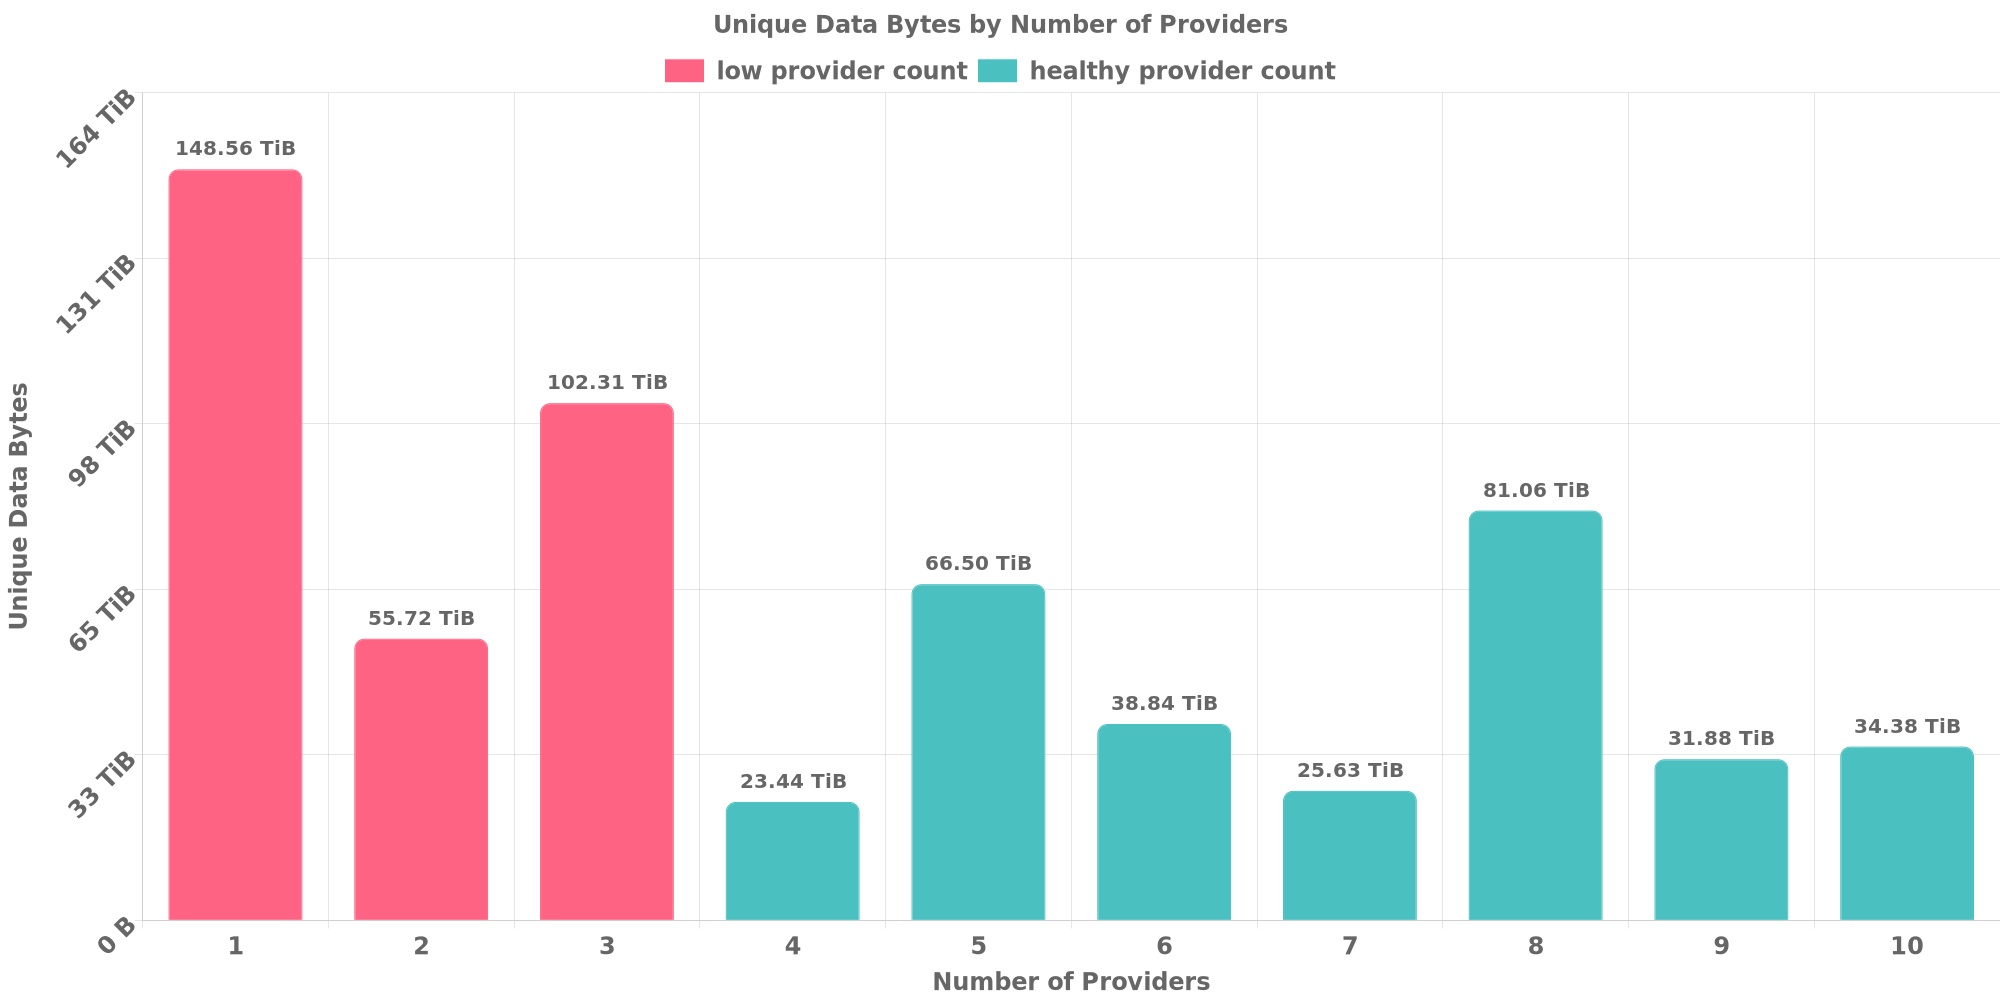 Unique Data Bytes by Number of Providers
low provider count healthy provider count
164 TiB
131 TiB
98 TiB
65 TiB
33 TiB
0 B
Unique Data Bytes
148.56 TiB
55.72 TiB
102.31 TiB
23.44 TiB
66.50 TiB
38.84 TiB
25.63 TiB
81.06 TiB
31.88 TiB
34.38 TiB
1 2 3 4 5 6 7 8 9 10
Number of Providers